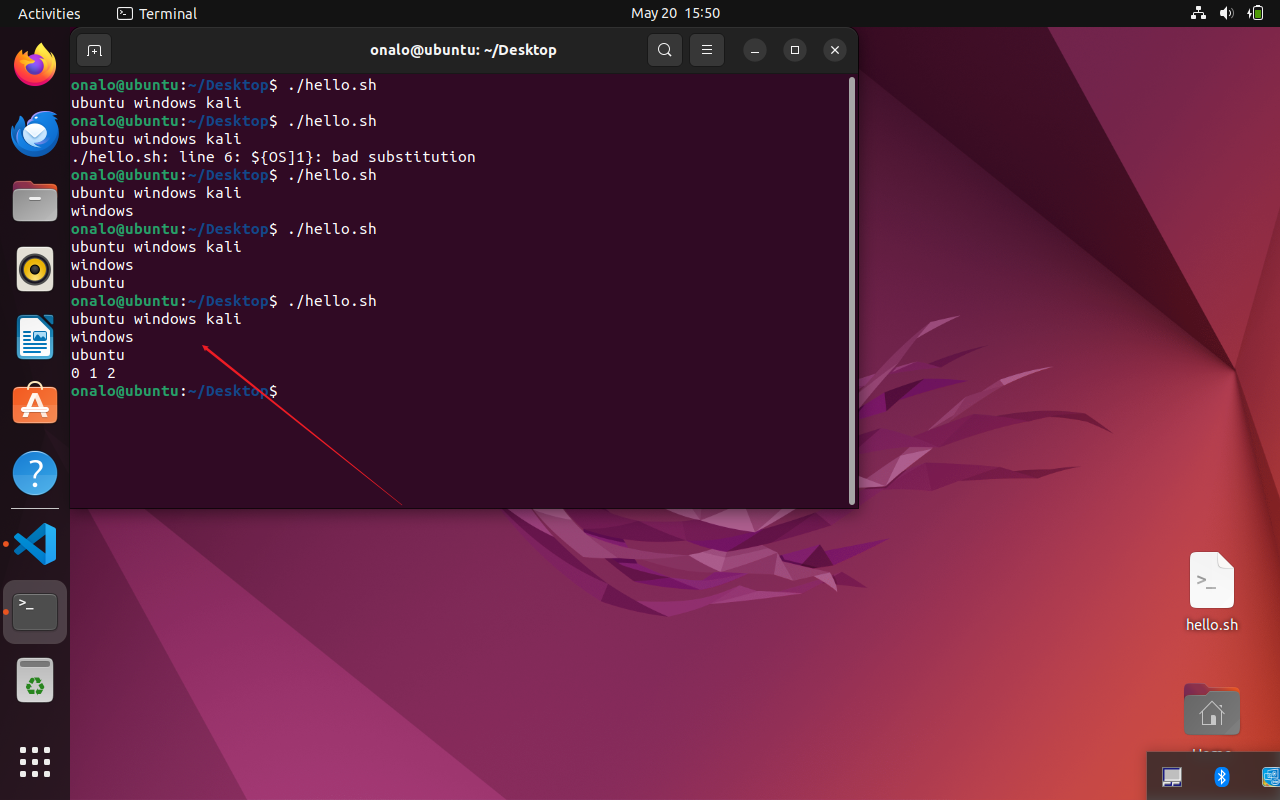 Activities Terminal May 20 15:50
onalo@ubuntu: ~/Desktop
onalo@ubuntu:~/Desktop$ ./hello.sh
ubuntu windows kali
onalo@ubuntu:~/Desktop$ ./hello.sh
ubuntu windows kali
./hello.sh: line 6: ${OS]1}: bad substitution
onalo@ubuntu:~/Desktop$ ./hello.sh
ubuntu windows kali
windows
onalo@ubuntu:~/Desktop$ ./hello.sh
ubuntu windows kali
windows
ubuntu
onalo@ubuntu:~/Desktop$ ./hello.sh
ubuntu windows kali
windows
ubuntu
0 1 2
onalo@ubuntu:~/Desktop$
hello.sh